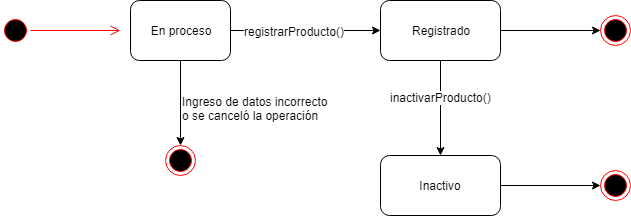 En proceso
registrarProducto()
Registrado
Ingreso de datos incorrecto
o se canceló la operación
inactivarProducto()
Inactivo